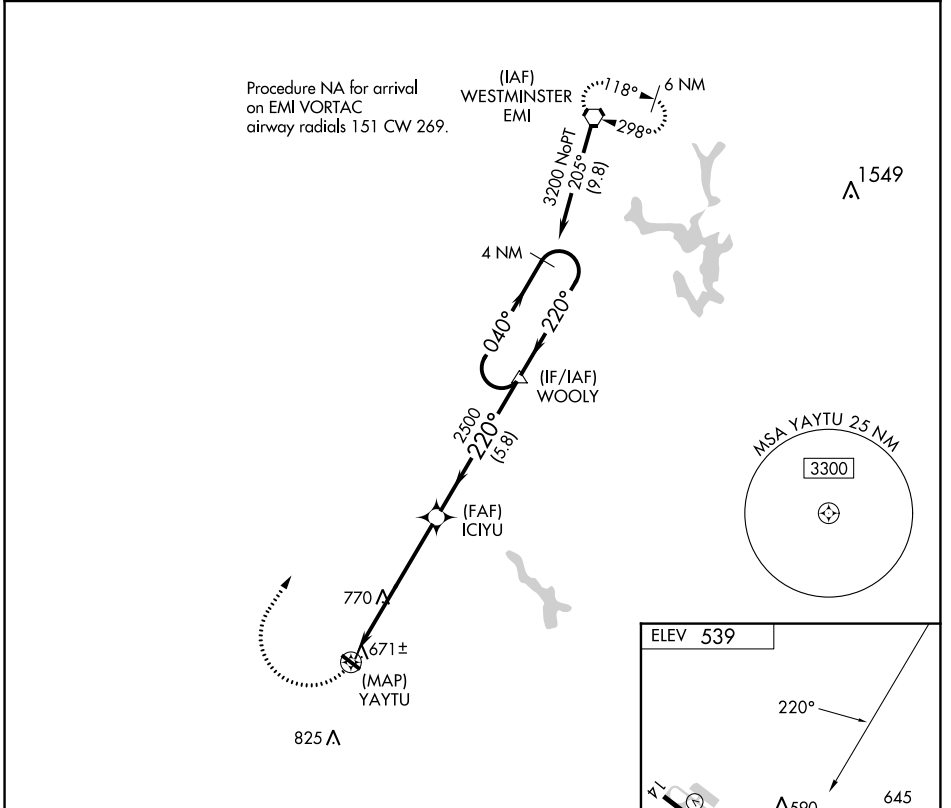 Procedure NA for arrival
on EMI VORTAC
airway radials 151 CW 269.
(IAF)
WESTMINSTER
EMI
118°
6 NM
298°
3200 NoPT
205°
(9.8)
1549
4 NM
040°
220°
(IF/IAF)
WOOLY
2500
220°
(5.8)
MSA YAYTU 25 NM
3300
(FAF)
ICIYU
770
671±
(MAP)
YAYTU
825
ELEV 539
220°
14
590
645